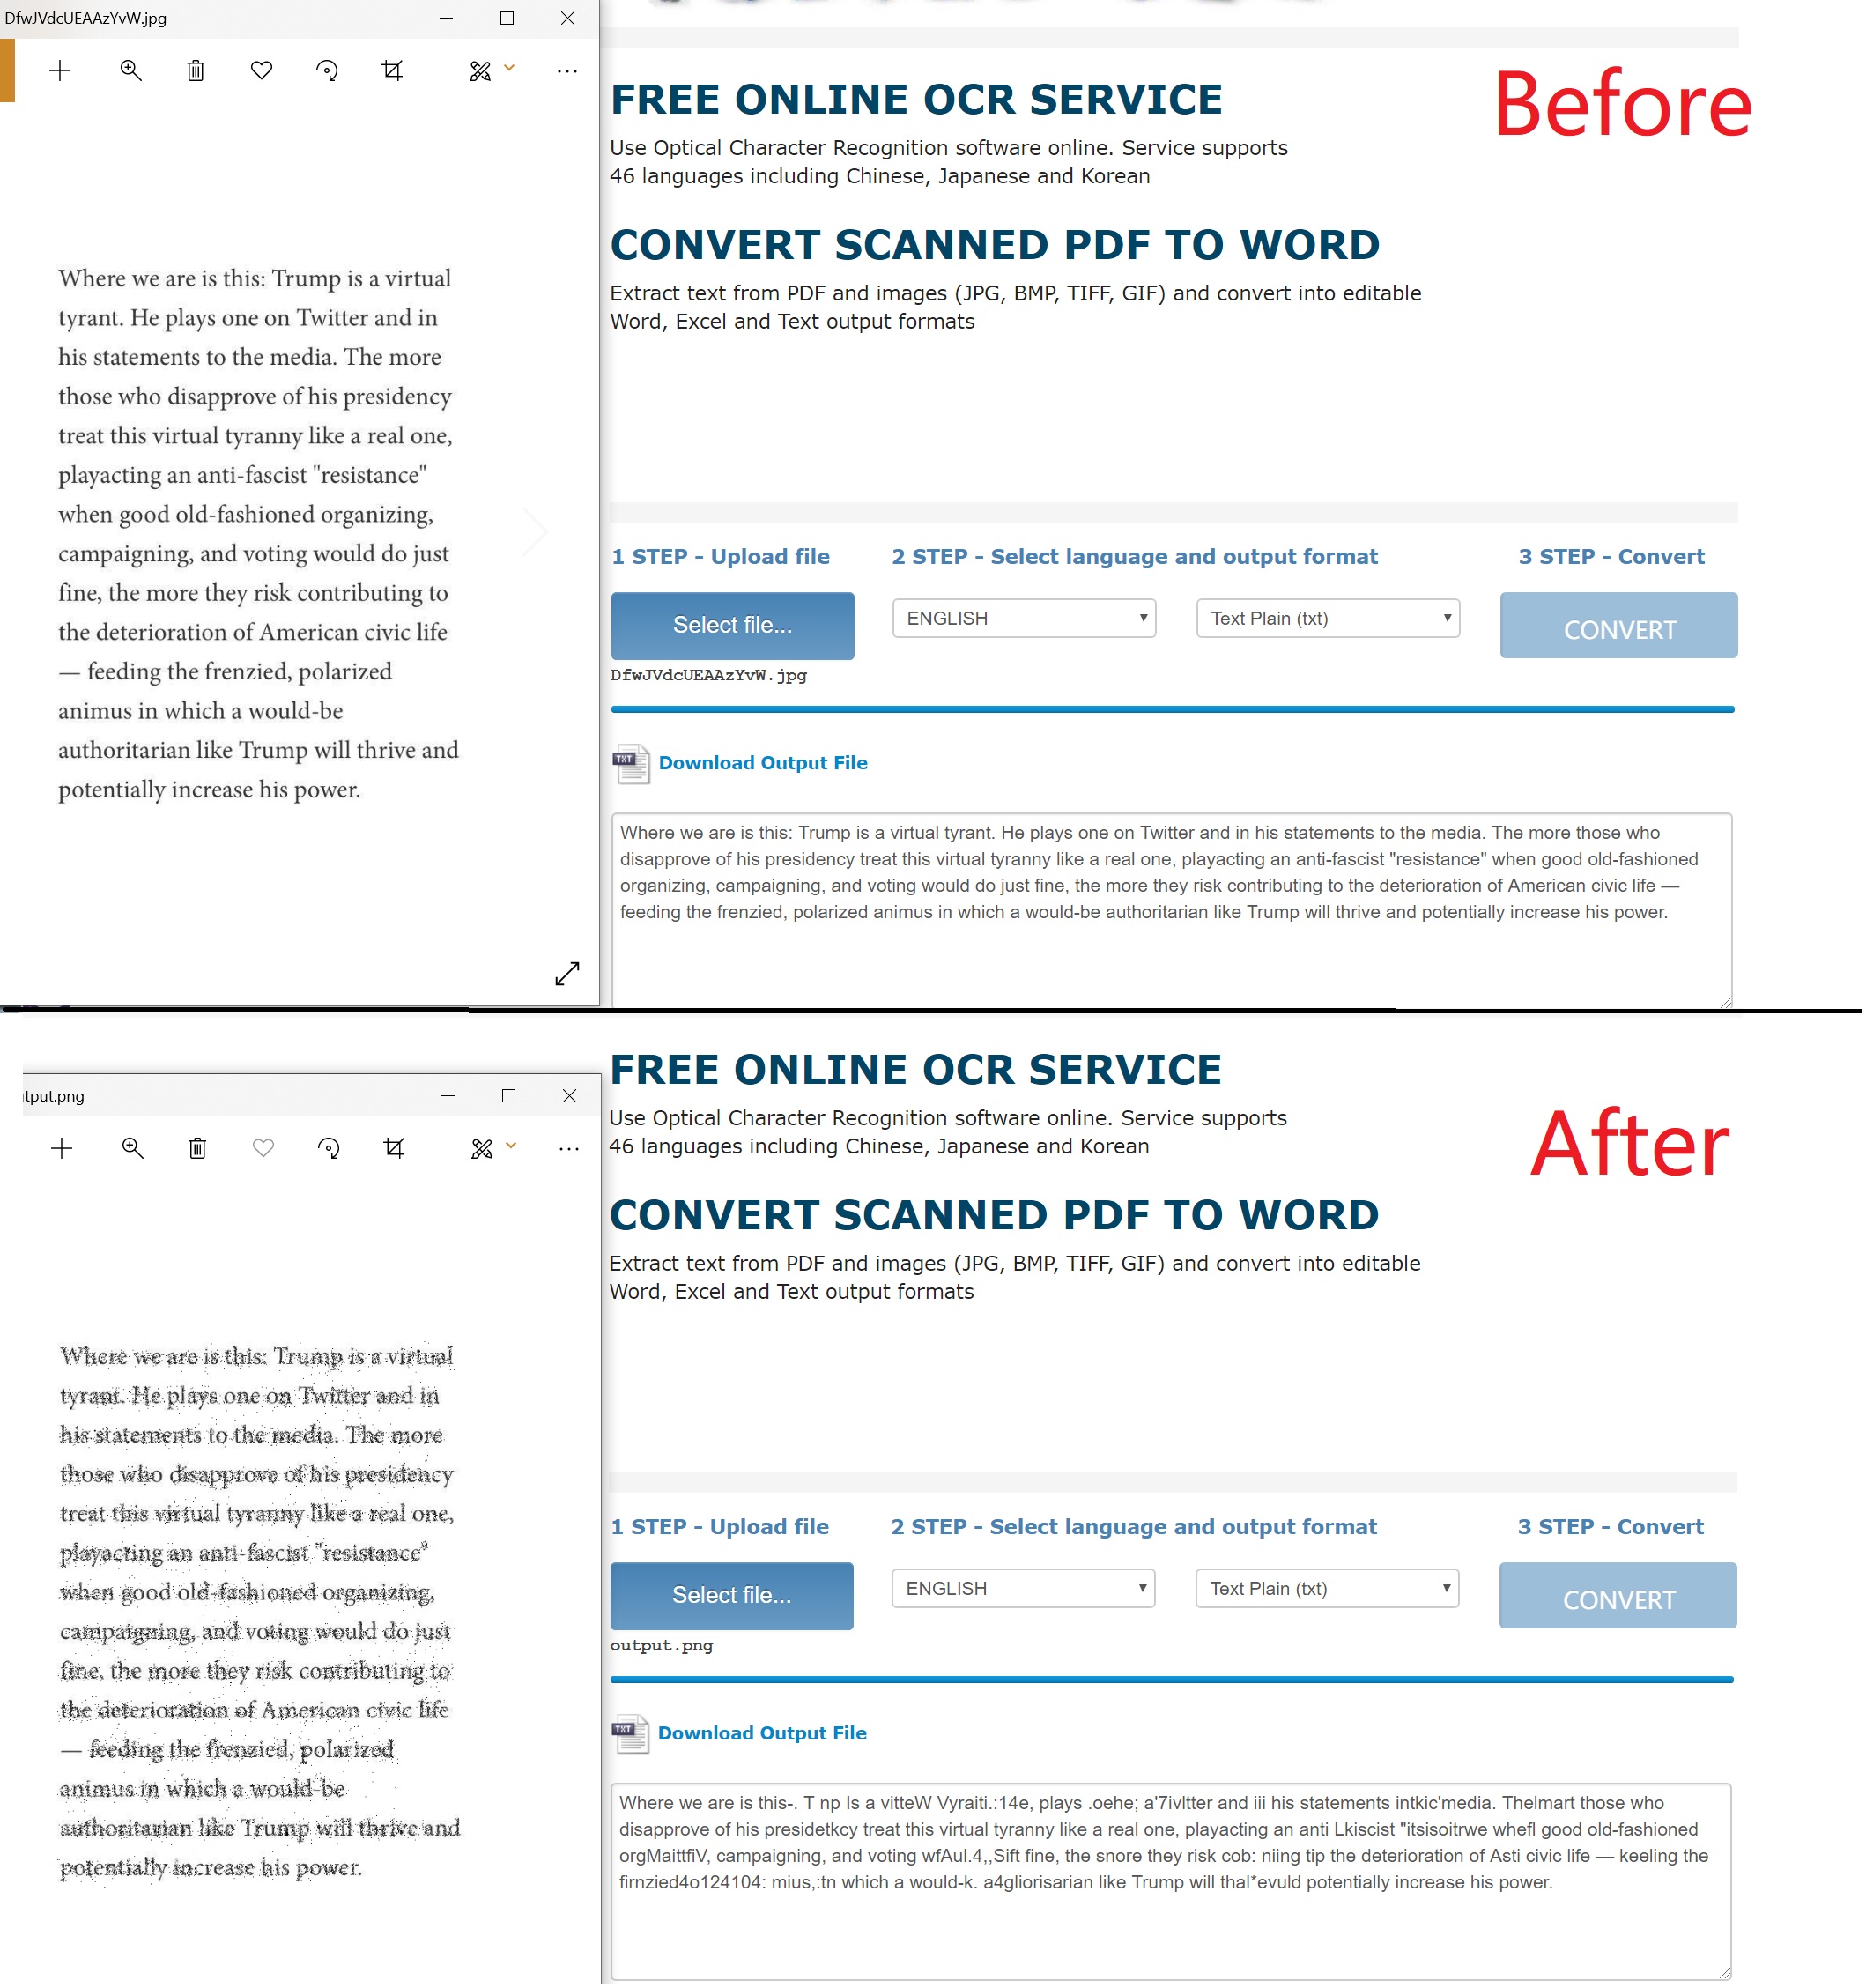 DfwJVdcUEAAzYvW.jpg
Where we are is this: Trump is a virtual
tyrant. He plays one on Twitter and in
his statements to the media. The more
those who disapprove of his presidency
treat this virtual tyranny like a real one,
playacting an anti-fascist "resistance"
when good old-fashioned organizing,
campaigning, and voting would do just
fine, the more they risk contributing to
the deterioration of American civic life
— feeding the frenzied, polarized
animus in which a would-be
authoritarian like Trump will thrive and
potentially increase his power.
Before
FREE ONLINE OCR SERVICE
Use Optical Character Recognition software online. Service supports
46 languages including Chinese, Japanese and Korean
CONVERT SCANNED PDF TO WORD
Extract text from PDF and images (JPG, BMP, TIFF, GIF) and convert into editable
Word, Excel and Text output formats
1 STEP - Upload file
2 STEP - Select language and output format
3 STEP - Convert
Select file...
ENGLISH
Text Plain (txt)
CONVERT
DfwJVdcUEAAzYvW.jpg
TXT
Download Output File
Where we are is this: Trump is a virtual tyrant. He plays one on Twitter and in his statements to the media. The more those who
disapprove of his presidency treat this virtual tyranny like a real one, playacting an anti-fascist "resistance" when good old-fashioned
organizing, campaigning, and voting would do just fine, the more they risk contributing to the deterioration of American civic life —
feeding the frenzied, polarized animus in which a would-be authoritarian like Trump will thrive and potentially increase his power.
tput.png
Where we are is this: Trump is a virtual
tyrant. He plays one on Twitter and in
his statements to the media. The more
those who disapprove of his presidency
treat this virtual tyranny like a real one,
playacting an anti-fascist "resistance"
when good old-fashioned organizing,
campaigning, and voting would do just
fine, the more they risk contributing to
the deterioration of American civic life
— feeding the frenzied, polarized
animus in which a would-be
authoritarian like Trump will thrive and
potentially increase his power.
After
FREE ONLINE OCR SERVICE
Use Optical Character Recognition software online. Service supports
46 languages including Chinese, Japanese and Korean
CONVERT SCANNED PDF TO WORD
Extract text from PDF and images (JPG, BMP, TIFF, GIF) and convert into editable
Word, Excel and Text output formats
1 STEP - Upload file
2 STEP - Select language and output format
3 STEP - Convert
Select file...
ENGLISH
Text Plain (txt)
CONVERT
output.png
TXT
Download Output File
Where we are is this-. T np Is a vitteW Vyraiti.:14e, plays .oehe; a'7ivltter and iii his statements intkic'media. Thelmart those who
disapprove of his presidetkcy treat this virtual tyranny like a real one, playacting an anti Lkiscist "itsisoitrwe whefl good old-fashioned
orgMaittfiV, campaigning, and voting wfAul.4,,Sift fine, the snore they risk cob: niing tip the deterioration of Asti civic life — keeling the
firnzied4o124104: mius,:tn which a would-k. a4gliorisarian like Trump will thal*evuld potentially increase his power.